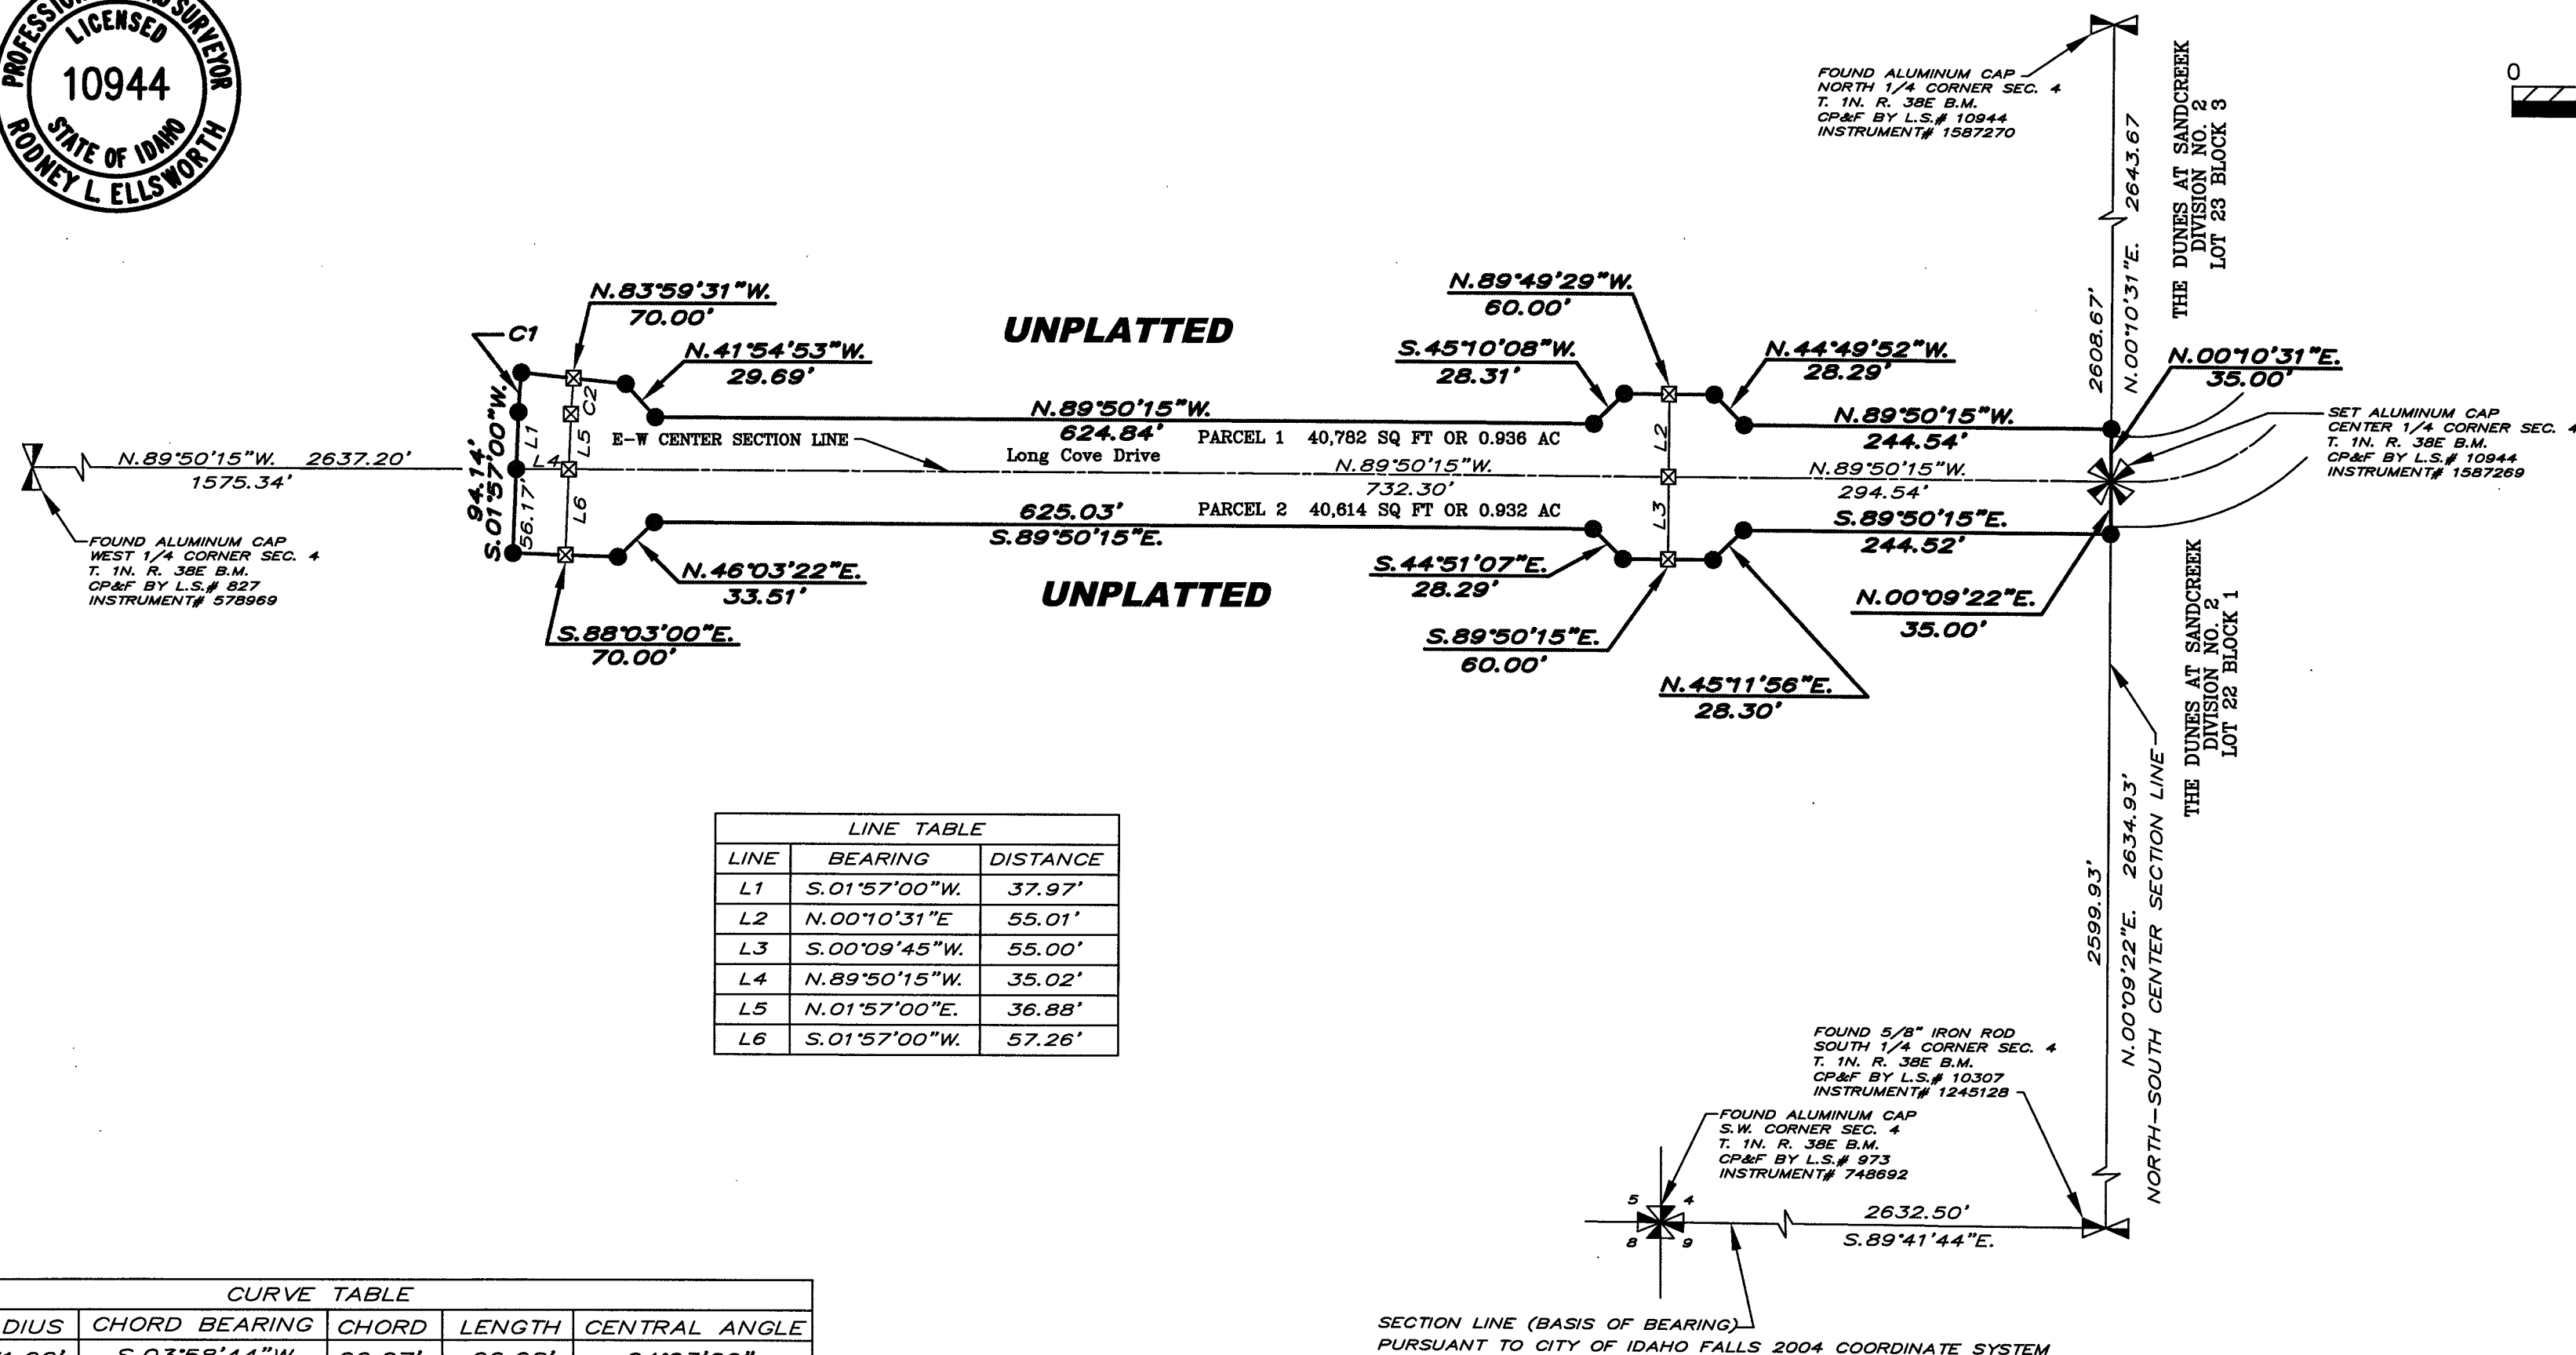 PROFESSIONAL LAND SURVEYOR
LICENSED
10944
STATE OF IDAHO
RODNEY L. ELLSWORTH
FOUND ALUMINUM CAP
NORTH 1/4 CORNER SEC. 4
T. 1N. R. 38E B.M.
CP&F BY L.S.# 10944
INSTRUMENT# 1587270
THE DUNES AT SANDCREEK
DIVISION NO. 2
LOT 23 BLOCK 3
N.00°10'31"E. 2643.67
2608.67'
0
N.83°59'31"W.
70.00'
C1
N.41°54'53"W.
29.69'
UNPLATTED
N.89°49'29"W.
60.00'
S.45°10'08"W.
28.31'
N.44°49'52"W.
28.29'
N.00°10'31"E.
35.00'
SET ALUMINUM CAP
CENTER 1/4 CORNER SEC. 4
T. 1N. R. 38E B.M.
CP&F BY L.S.# 10944
INSTRUMENT# 1587269
N.89°50'15"W.
624.84'
PARCEL 1 40,782 SQ FT OR 0.936 AC
E-W CENTER SECTION LINE
Long Cove Drive
N.89°50'15"W.
244.54'
N.89°50'15"W. 2637.20'
1575.34'
94.14'
S.01°57'00"W.
56.17'
L1
C2
L5
L4
L6
L2
L3
N.89°50'15"W.
732.30'
N.89°50'15"W.
294.54'
625.03'
S.89°50'15"E.
PARCEL 2 40,614 SQ FT OR 0.932 AC
S.89°50'15"E.
244.52'
FOUND ALUMINUM CAP
WEST 1/4 CORNER SEC. 4
T. 1N. R. 38E B.M.
CP&F BY L.S.# 827
INSTRUMENT# 578969
N.46°03'22"E.
33.51'
S.88°03'00"E.
70.00'
UNPLATTED
S.44°51'07"E.
28.29'
S.89°50'15"E.
60.00'
N.45°11'56"E.
28.30'
N.00°09'22"E.
35.00'
THE DUNES AT SANDCREEK
DIVISION NO. 2
LOT 22 BLOCK 1
2599.93'
N.00°09'22"E. 2634.93'
NORTH-SOUTH CENTER SECTION LINE
LINE TABLE
LINE BEARING DISTANCE
L1 S.01°57'00"W. 37.97'
L2 N.00°10'31"E 55.01'
L3 S.00°09'45"W. 55.00'
L4 N.89°50'15"W. 35.02'
L5 N.01°57'00"E. 36.88'
L6 S.01°57'00"W. 57.26'
FOUND 5/8" IRON ROD
SOUTH 1/4 CORNER SEC. 4
T. 1N. R. 38E B.M.
CP&F BY L.S.# 10307
INSTRUMENT# 1245128
FOUND ALUMINUM CAP
S.W. CORNER SEC. 4
T. 1N. R. 38E B.M.
CP&F BY L.S.# 973
INSTRUMENT# 748692
5 4
8 9
2632.50'
S.89°41'44"E.
SECTION LINE (BASIS OF BEARING)
PURSUANT TO CITY OF IDAHO FALLS 2004 COORDINATE SYSTEM
CURVE TABLE
DIUS CHORD BEARING CHORD LENGTH CENTRAL ANGLE
S.03°58'44"W.